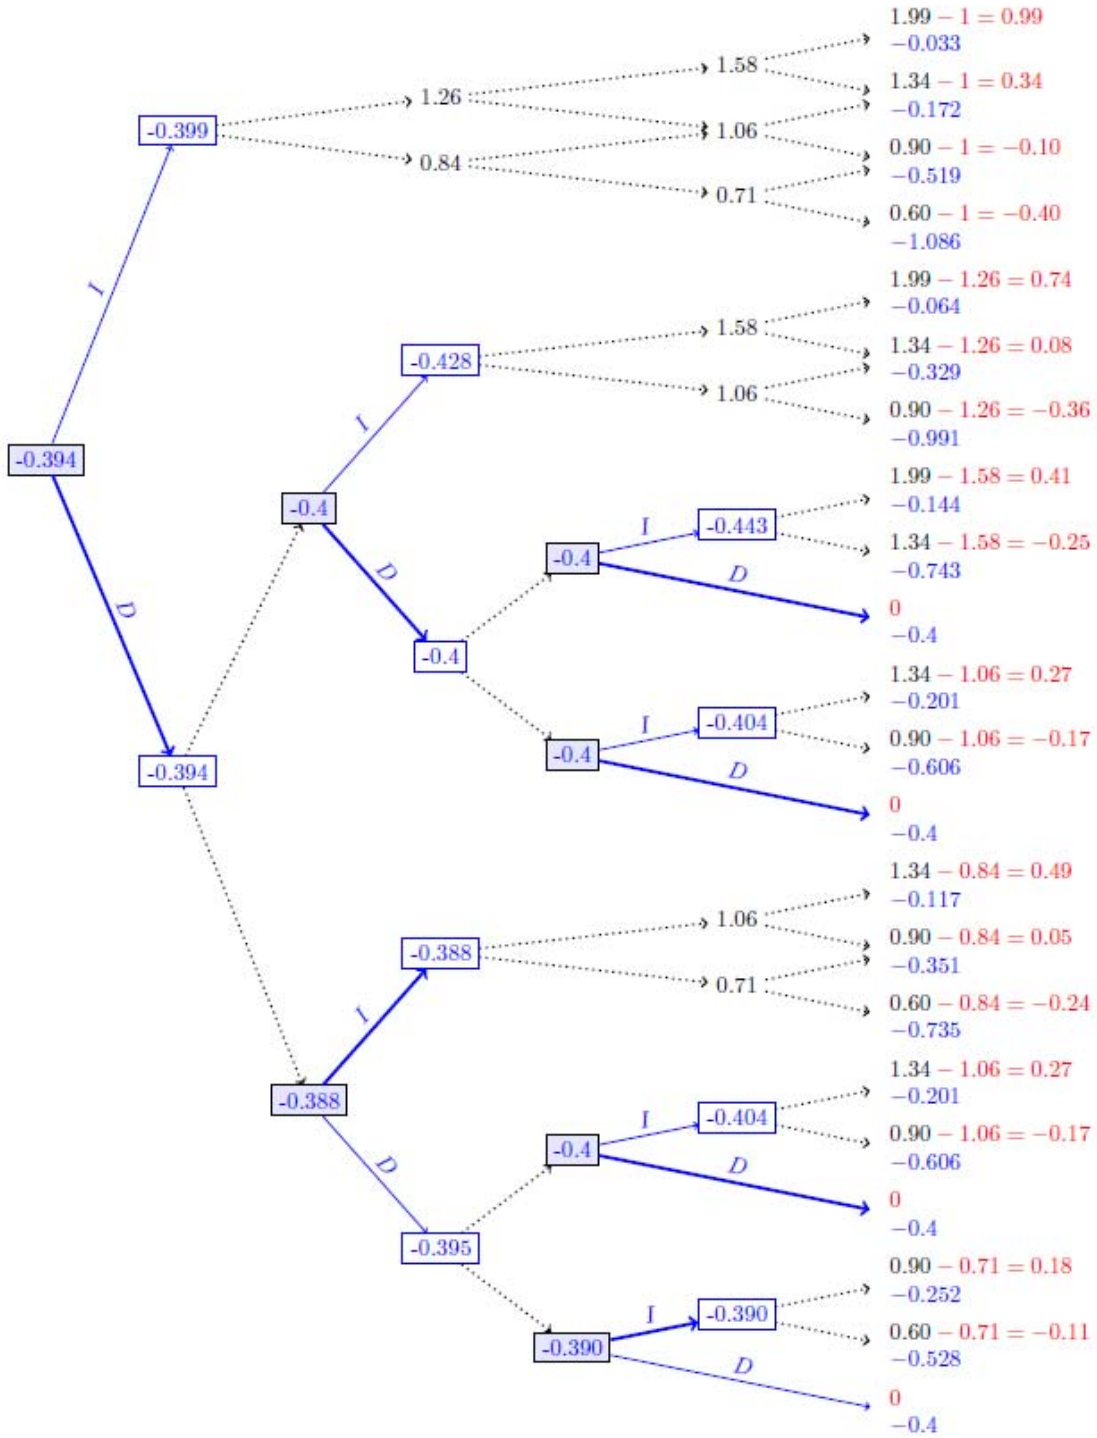 1.99 − 1 = 0.99
−0.033
1.58
1.34 − 1 = 0.34
1.26
−0.172
-0.399
1.06
0.90 − 1 = −0.10
0.84
−0.519
0.71
0.60 − 1 = −0.40
−1.086
I
1.99 − 1.26 = 0.74
−0.064
1.58
1.34 − 1.26 = 0.08
-0.428
−0.329
1.06
0.90 − 1.26 = −0.36
I
−0.991
-0.394
1.99 − 1.58 = 0.41
-0.4
−0.144
I
-0.443
1.34 − 1.58 = −0.25
-0.4
−0.743
D
D
D
0
−0.4
-0.4
1.34 − 1.06 = 0.27
−0.201
I
-0.404
0.90 − 1.06 = −0.17
-0.4
−0.606
-0.394
D
0
−0.4
1.34 − 0.84 = 0.49
−0.117
1.06
0.90 − 0.84 = 0.05
-0.388
−0.351
0.71
0.60 − 0.84 = −0.24
I
−0.735
1.34 − 1.06 = 0.27
-0.388
−0.201
I
-0.404
0.90 − 1.06 = −0.17
-0.4
−0.606
D
D
0
−0.4
-0.395
0.90 − 0.71 = 0.18
−0.252
I
-0.390
0.60 − 0.71 = −0.11
-0.390
−0.528
D
0
−0.4